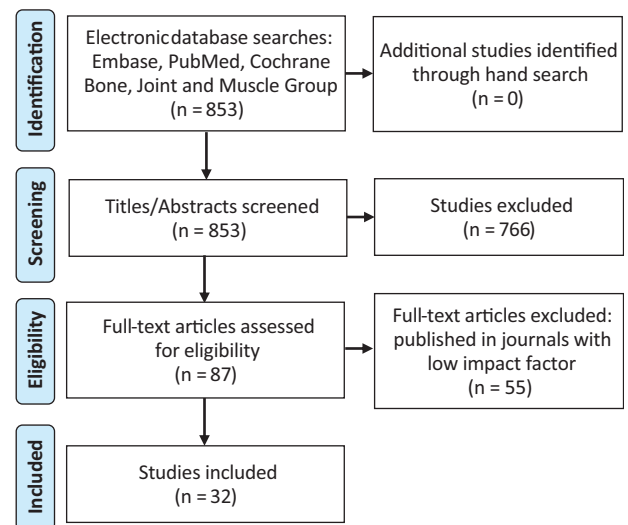 Identification
Electronic database searches:
Embase, PubMed, Cochrane
Bone, Joint and Muscle Group
(n = 853)
Additional studies identified
through hand search
(n = 0)
Screening
Titles/Abstracts screened
(n = 853)
Studies excluded
(n = 766)
Eligibility
Full-text articles assessed
for eligibility
(n = 87)
Full-text articles excluded:
published in journals with
low impact factor
(n = 55)
Included
Studies included
(n = 32)